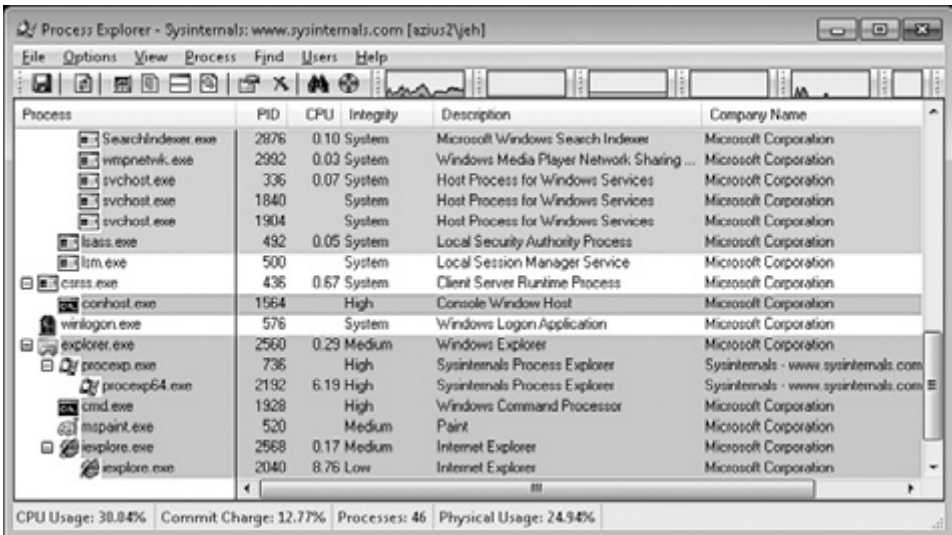 Process Explorer - Sysinternals: www.sysinternals.com [azius2\jeh]
File Options View Process Find Users Help
Process PID CPU Integrity Description Company Name
SearchIndexer.exe 2876 0.10 System Microsoft Windows Search Indexer Microsoft Corporation
wmpnetwk.exe 2992 0.03 System Windows Media Player Network Sharing ... Microsoft Corporation
svchost.exe 336 0.07 System Host Process for Windows Services Microsoft Corporation
svchost.exe 1840 System Host Process for Windows Services Microsoft Corporation
svchost.exe 1904 System Host Process for Windows Services Microsoft Corporation
lsass.exe 492 0.05 System Local Security Authority Process Microsoft Corporation
lsm.exe 500 System Local Session Manager Service Microsoft Corporation
csrss.exe 436 0.67 System Client Server Runtime Process Microsoft Corporation
conhost.exe 1564 High Console Window Host Microsoft Corporation
winlogon.exe 576 System Windows Logon Application Microsoft Corporation
explorer.exe 2560 0.29 Medium Windows Explorer Microsoft Corporation
procexp.exe 736 High Sysinternals Process Explorer Sysinternals - www.sysinternals.com
procexp64.exe 2192 6.19 High Sysinternals Process Explorer Sysinternals - www.sysinternals.com
cmd.exe 1928 High Windows Command Processor Microsoft Corporation
mspaint.exe 520 Medium Paint Microsoft Corporation
iexplore.exe 2568 0.17 Medium Internet Explorer Microsoft Corporation
iexplore.exe 2040 8.76 Low Internet Explorer Microsoft Corporation
CPU Usage: 30.04% Commit Charge: 12.77% Processes: 46 Physical Usage: 24.94%